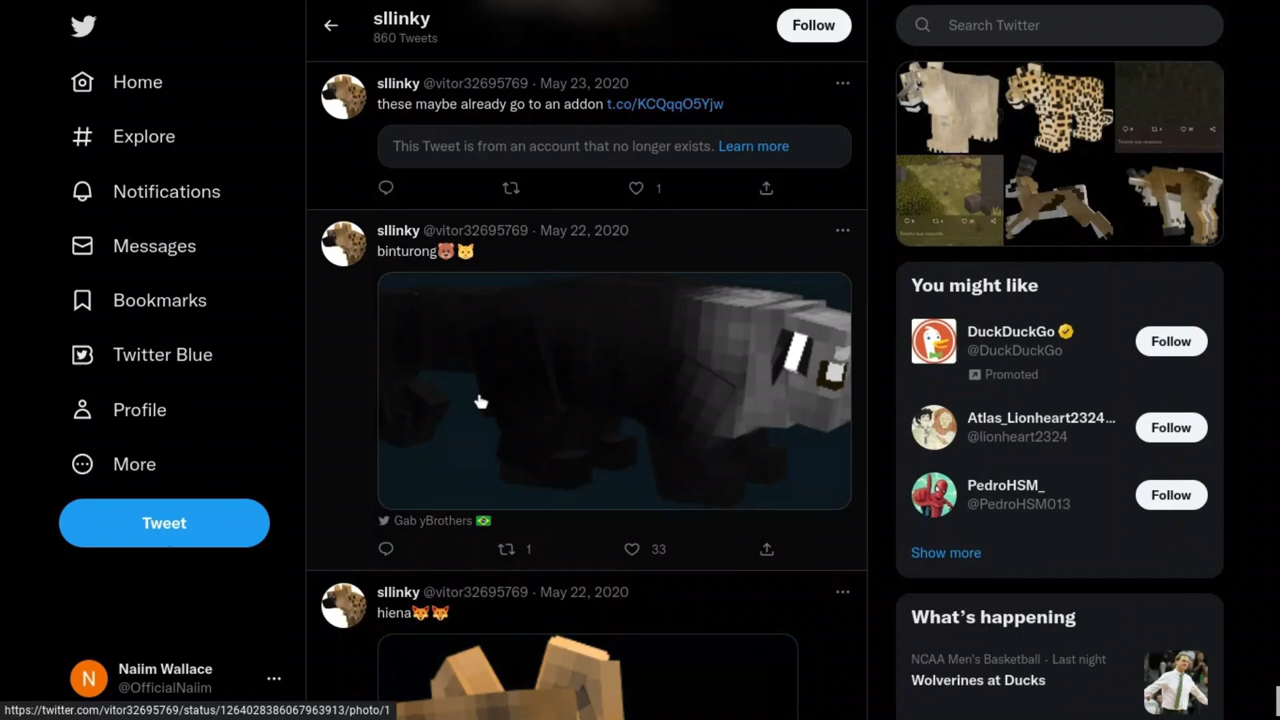 Home
Explore
Notifications
Messages
Bookmarks
Twitter Blue
Profile
More
Tweet
N
Naiim Wallace
@OfficialNaiim
https://twitter.com/vitor32695769/status/1264028386067963913/photo/1
sllinky
860 Tweets
Follow
sllinky @vitor32695769 · May 23, 2020
these maybe already go to an addon t.co/KCQqqO5Yjw
This Tweet is from an account that no longer exists. Learn more
1
sllinky @vitor32695769 · May 22, 2020
binturong🐻🐱
Gab yBrothers 🇧🇷
1 33
sllinky @vitor32695769 · May 22, 2020
hiena🦊🦊
Search Twitter
You might like
DuckDuckGo
@DuckDuckGo
Promoted
Follow
Atlas_Lionheart2324...
@lionheart2324
Follow
PedroHSM_
@PedroHSM013
Follow
Show more
What's happening
NCAA Men's Basketball · Last night
Wolverines at Ducks